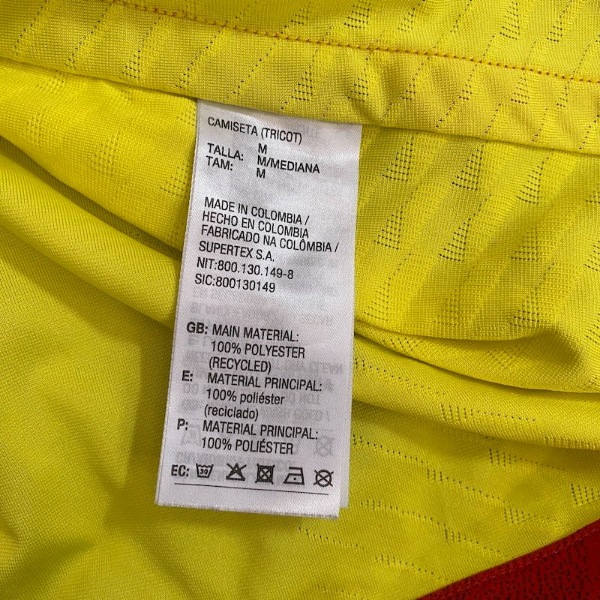 CAMISETA (TRICOT)
M
TALLA: M/MEDIANA
TAM: M
MADE IN COLOMBIA /
HECHO EN COLOMBIA
FABRICADO NA COLÔMBIA /
SUPERTEX S.A.
NIT:800.130.149-8
SIC:800130149
GB: MAIN MATERIAL:
100% POLYESTER
(RECYCLED)
E: MATERIAL PRINCIPAL:
100% poliéster
(reciclado)
P: MATERIAL PRINCIPAL:
100% POLIÉSTER
EC: 30